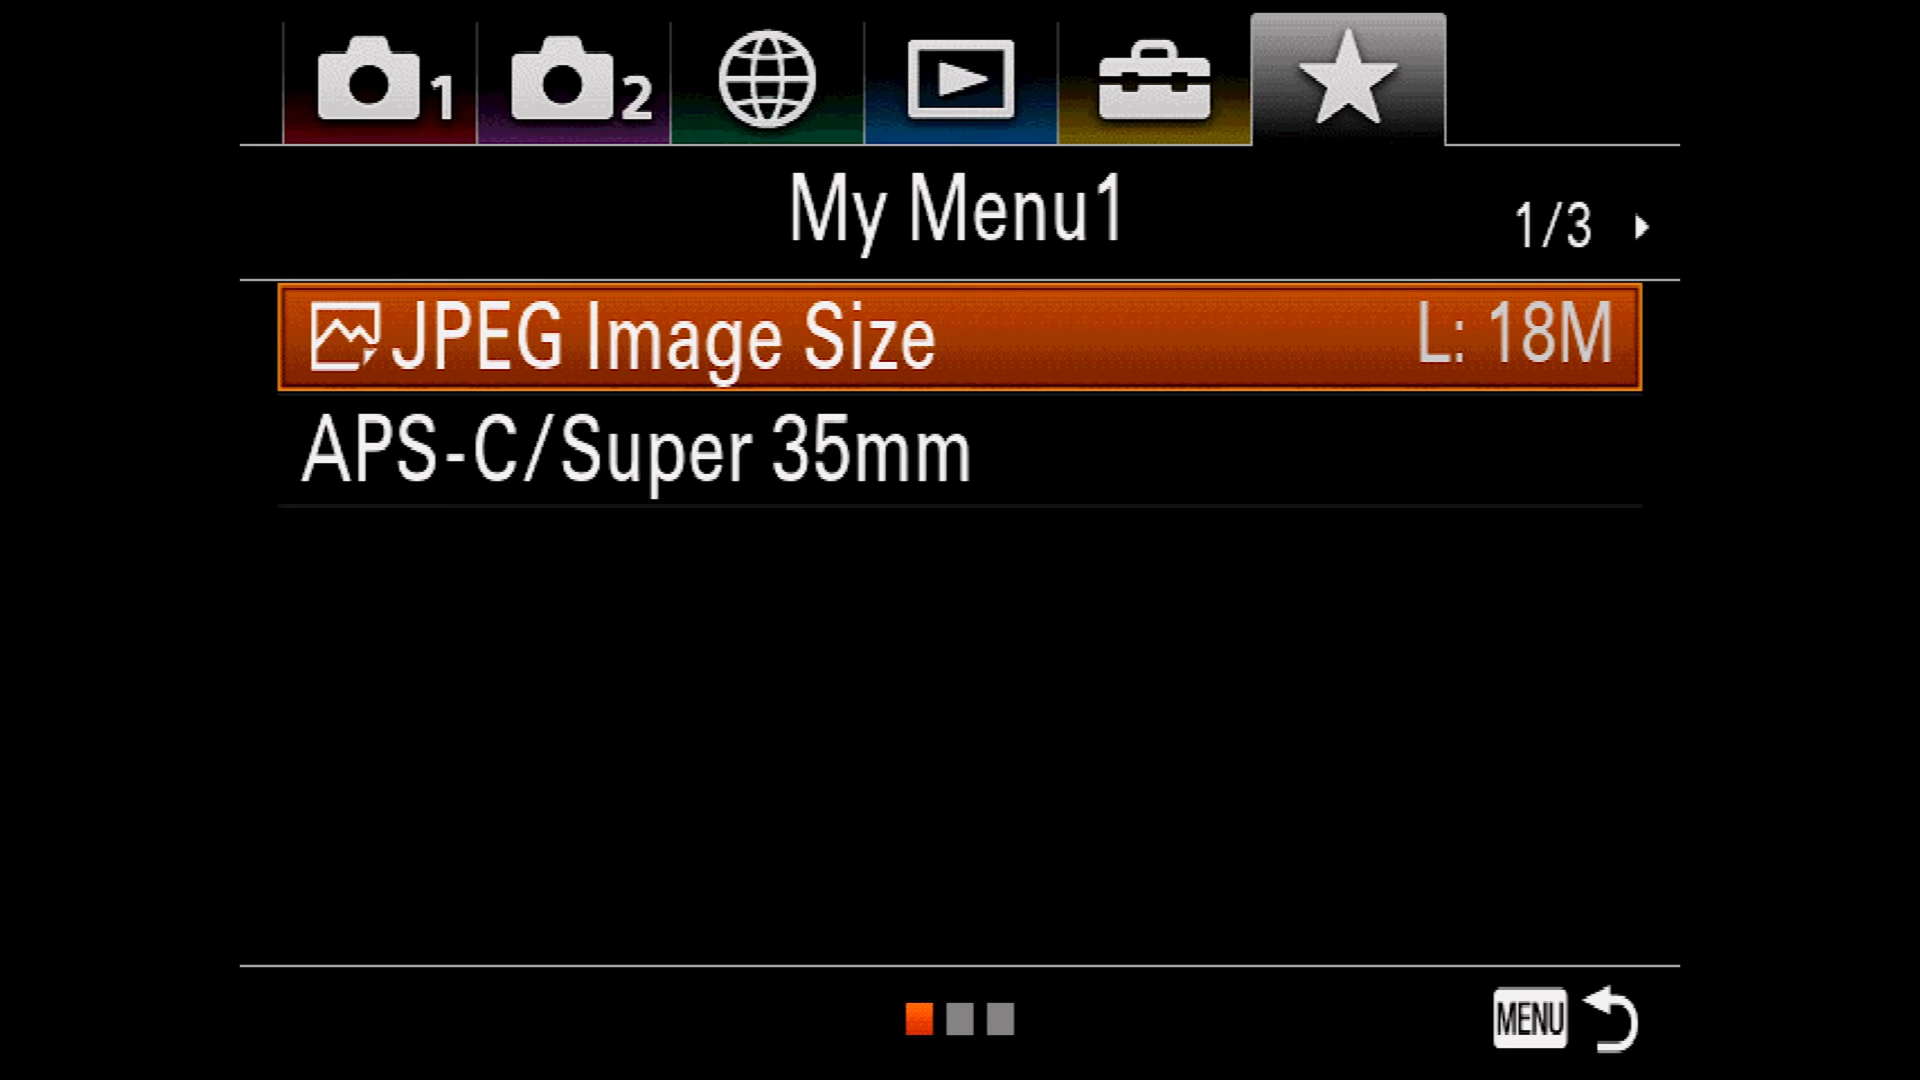 1 2
My Menu1
1/3
JPEG Image Size L: 18M
APS-C/Super 35mm
MENU